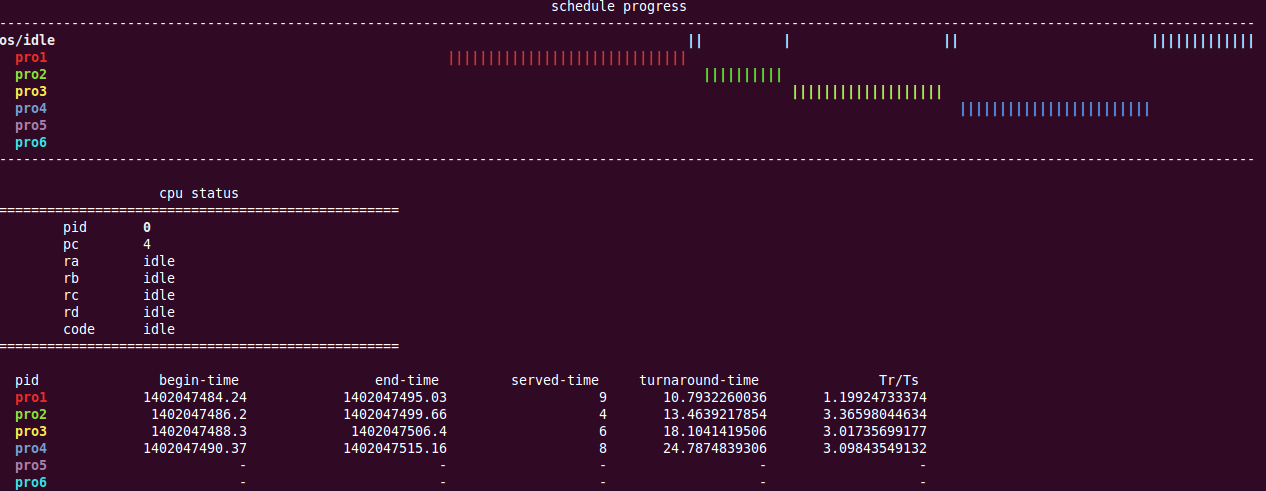 schedule progress
os/idle
pro1
pro2
pro3
pro4
pro5
pro6
cpu status
pid 0
pc 4
ra idle
rb idle
rc idle
rd idle
code idle
pid begin-time end-time served-time turnaround-time Tr/Ts
pro1 1402047484.24 1402047495.03 9 10.7932260036 1.19924733374
pro2 1402047486.2 1402047499.66 4 13.4639217854 3.36598044634
pro3 1402047488.3 1402047506.4 6 18.1041419506 3.01735699177
pro4 1402047490.37 1402047515.16 8 24.7874839306 3.09843549132
pro5 - - - - -
pro6 - - - - -